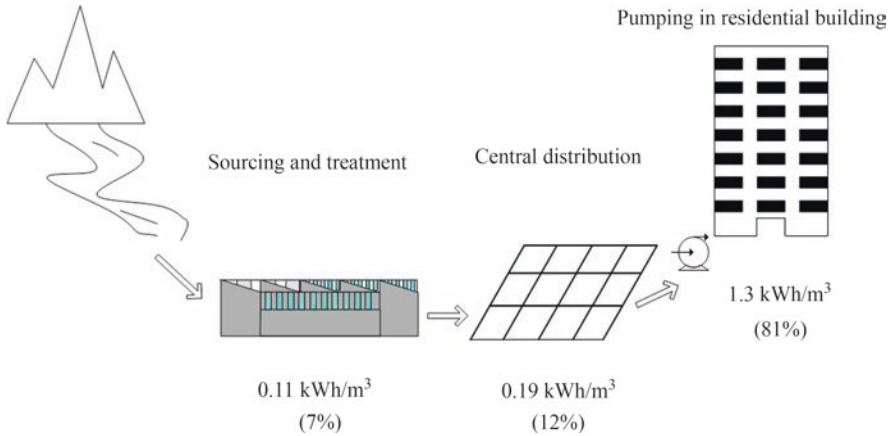 Pumping in residential building
Sourcing and treatment
Central distribution
1.3 kWh/m³
(81%)
0.11 kWh/m³
(7%)
0.19 kWh/m³
(12%)